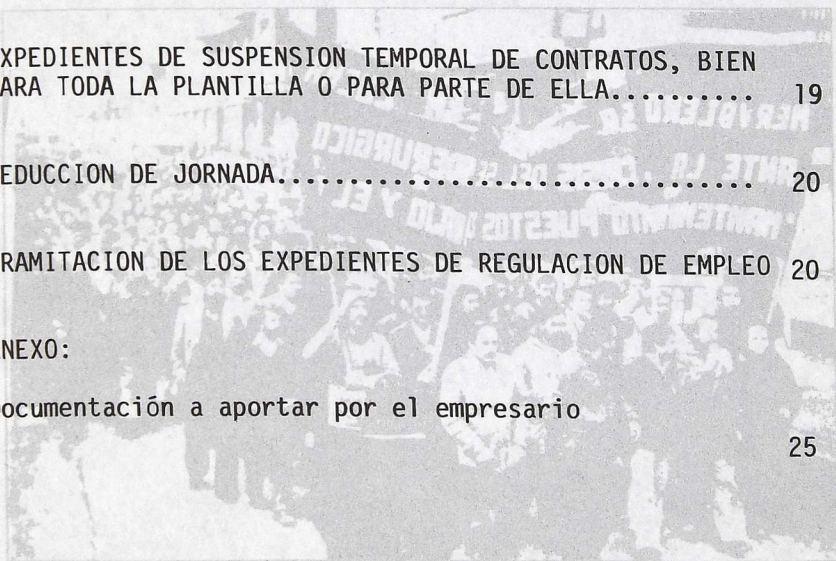 XPEDIENTES DE SUSPENSION TEMPORAL DE CONTRATOS, BIEN
ARA TODA LA PLANTILLA O PARA PARTE DE ELLA.......... 19
EDUCCION DE JORNADA................................. 20
RAMITACION DE LOS EXPEDIENTES DE REGULACION DE EMPLEO 20
NEXO:
ocumentación a aportar por el empresario
25